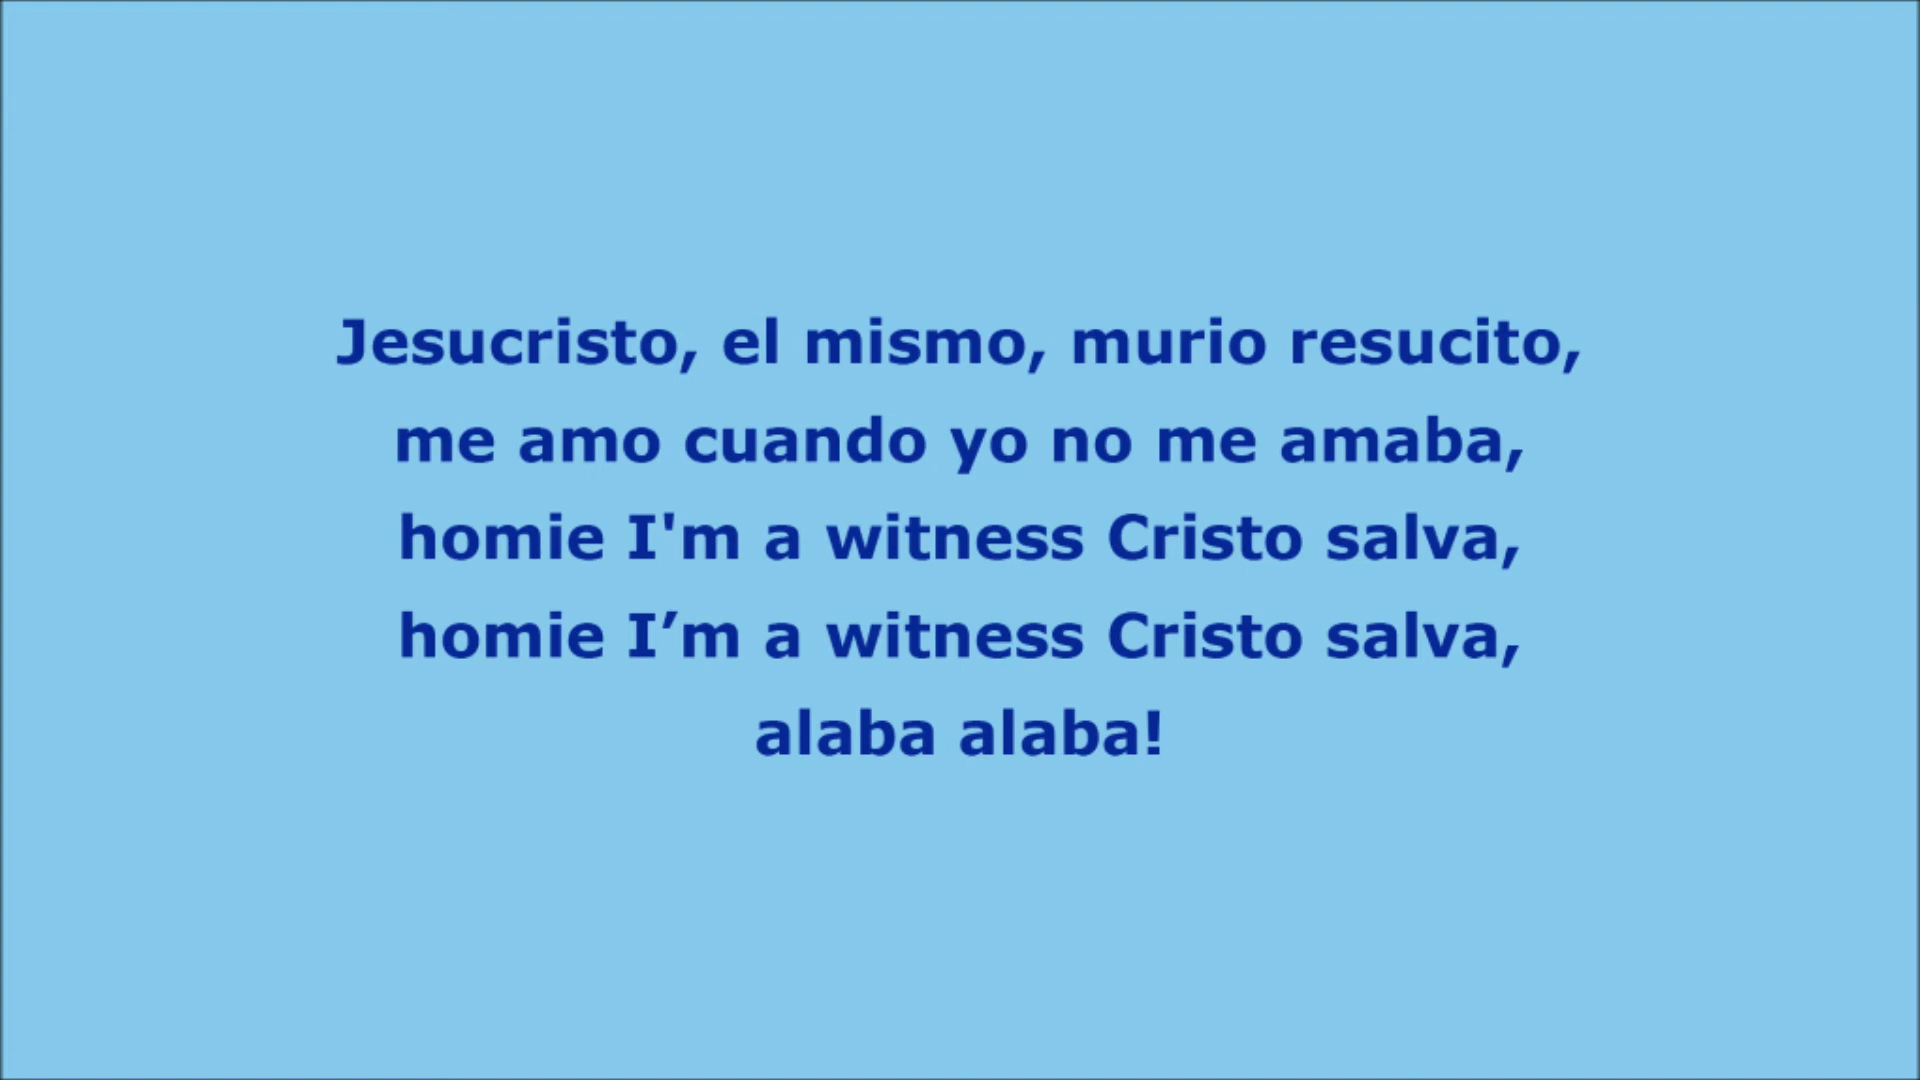 Jesucristo, el mismo, murio resucito,
me amo cuando yo no me amaba,
homie I'm a witness Cristo salva,
homie I’m a witness Cristo salva,
alaba alaba!